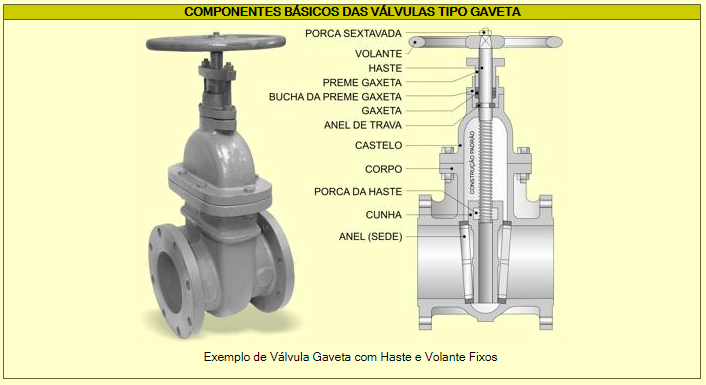 COMPONENTES BÁSICOS DAS VÁLVULAS TIPO GAVETA
PORCA SEXTAVADA
VOLANTE
HASTE
PREME GAXETA
BUCHA DA PREME GAXETA
GAXETA
ANEL DE TRAVA
CASTELO
CONSTRUÇÃO PADRÃO
CORPO
PORCA DA HASTE
CUNHA
ANEL (SEDE)
Exemplo de Válvula Gaveta com Haste e Volante Fixos